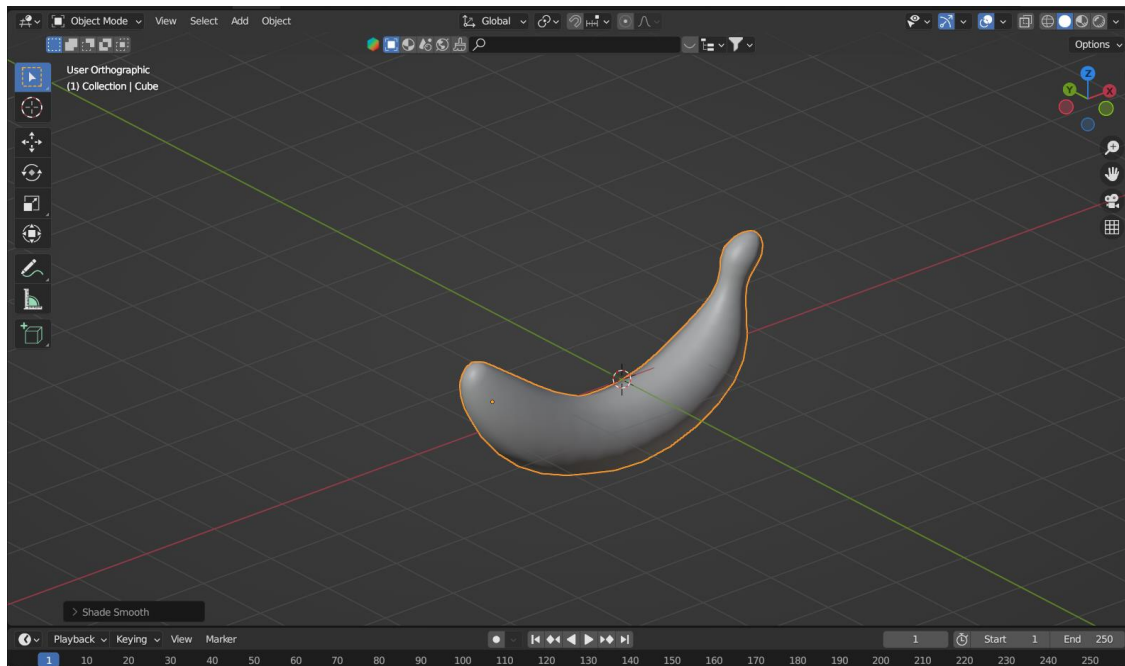 Object Mode View Select Add Object Global
Options
User Orthographic
(1) Collection | Cube
Z
Y X
> Shade Smooth
Playback Keying View Marker 1 Start 1 End 250
1 10 20 30 40 50 60 70 80 90 100 110 120 130 140 150 160 170 180 190 200 210 220 230 240 250